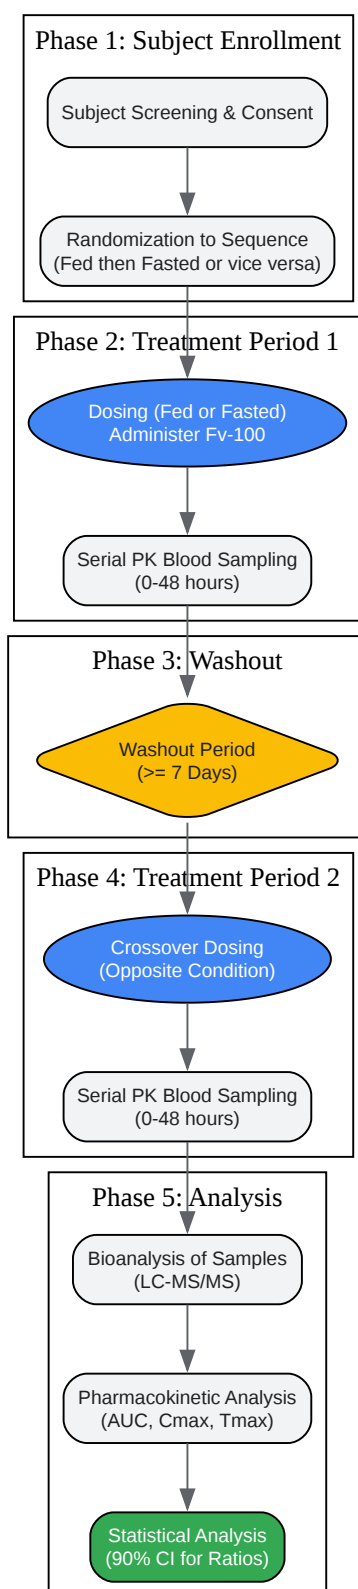 Phase 1: Subject Enrollment
Subject Screening & Consent
Randomization to Sequence
(Fed then Fasted or vice versa)
Phase 2: Treatment Period 1
Dosing (Fed or Fasted)
Administer Fv-100
Serial PK Blood Sampling
(0-48 hours)
Phase 3: Washout
Washout Period
(>= 7 Days)
Phase 4: Treatment Period 2
Crossover Dosing
(Opposite Condition)
Serial PK Blood Sampling
(0-48 hours)
Phase 5: Analysis
Bioanalysis of Samples
(LC-MS/MS)
Pharmacokinetic Analysis
(AUC, Cmax, Tmax)
Statistical Analysis
(90% CI for Ratios)